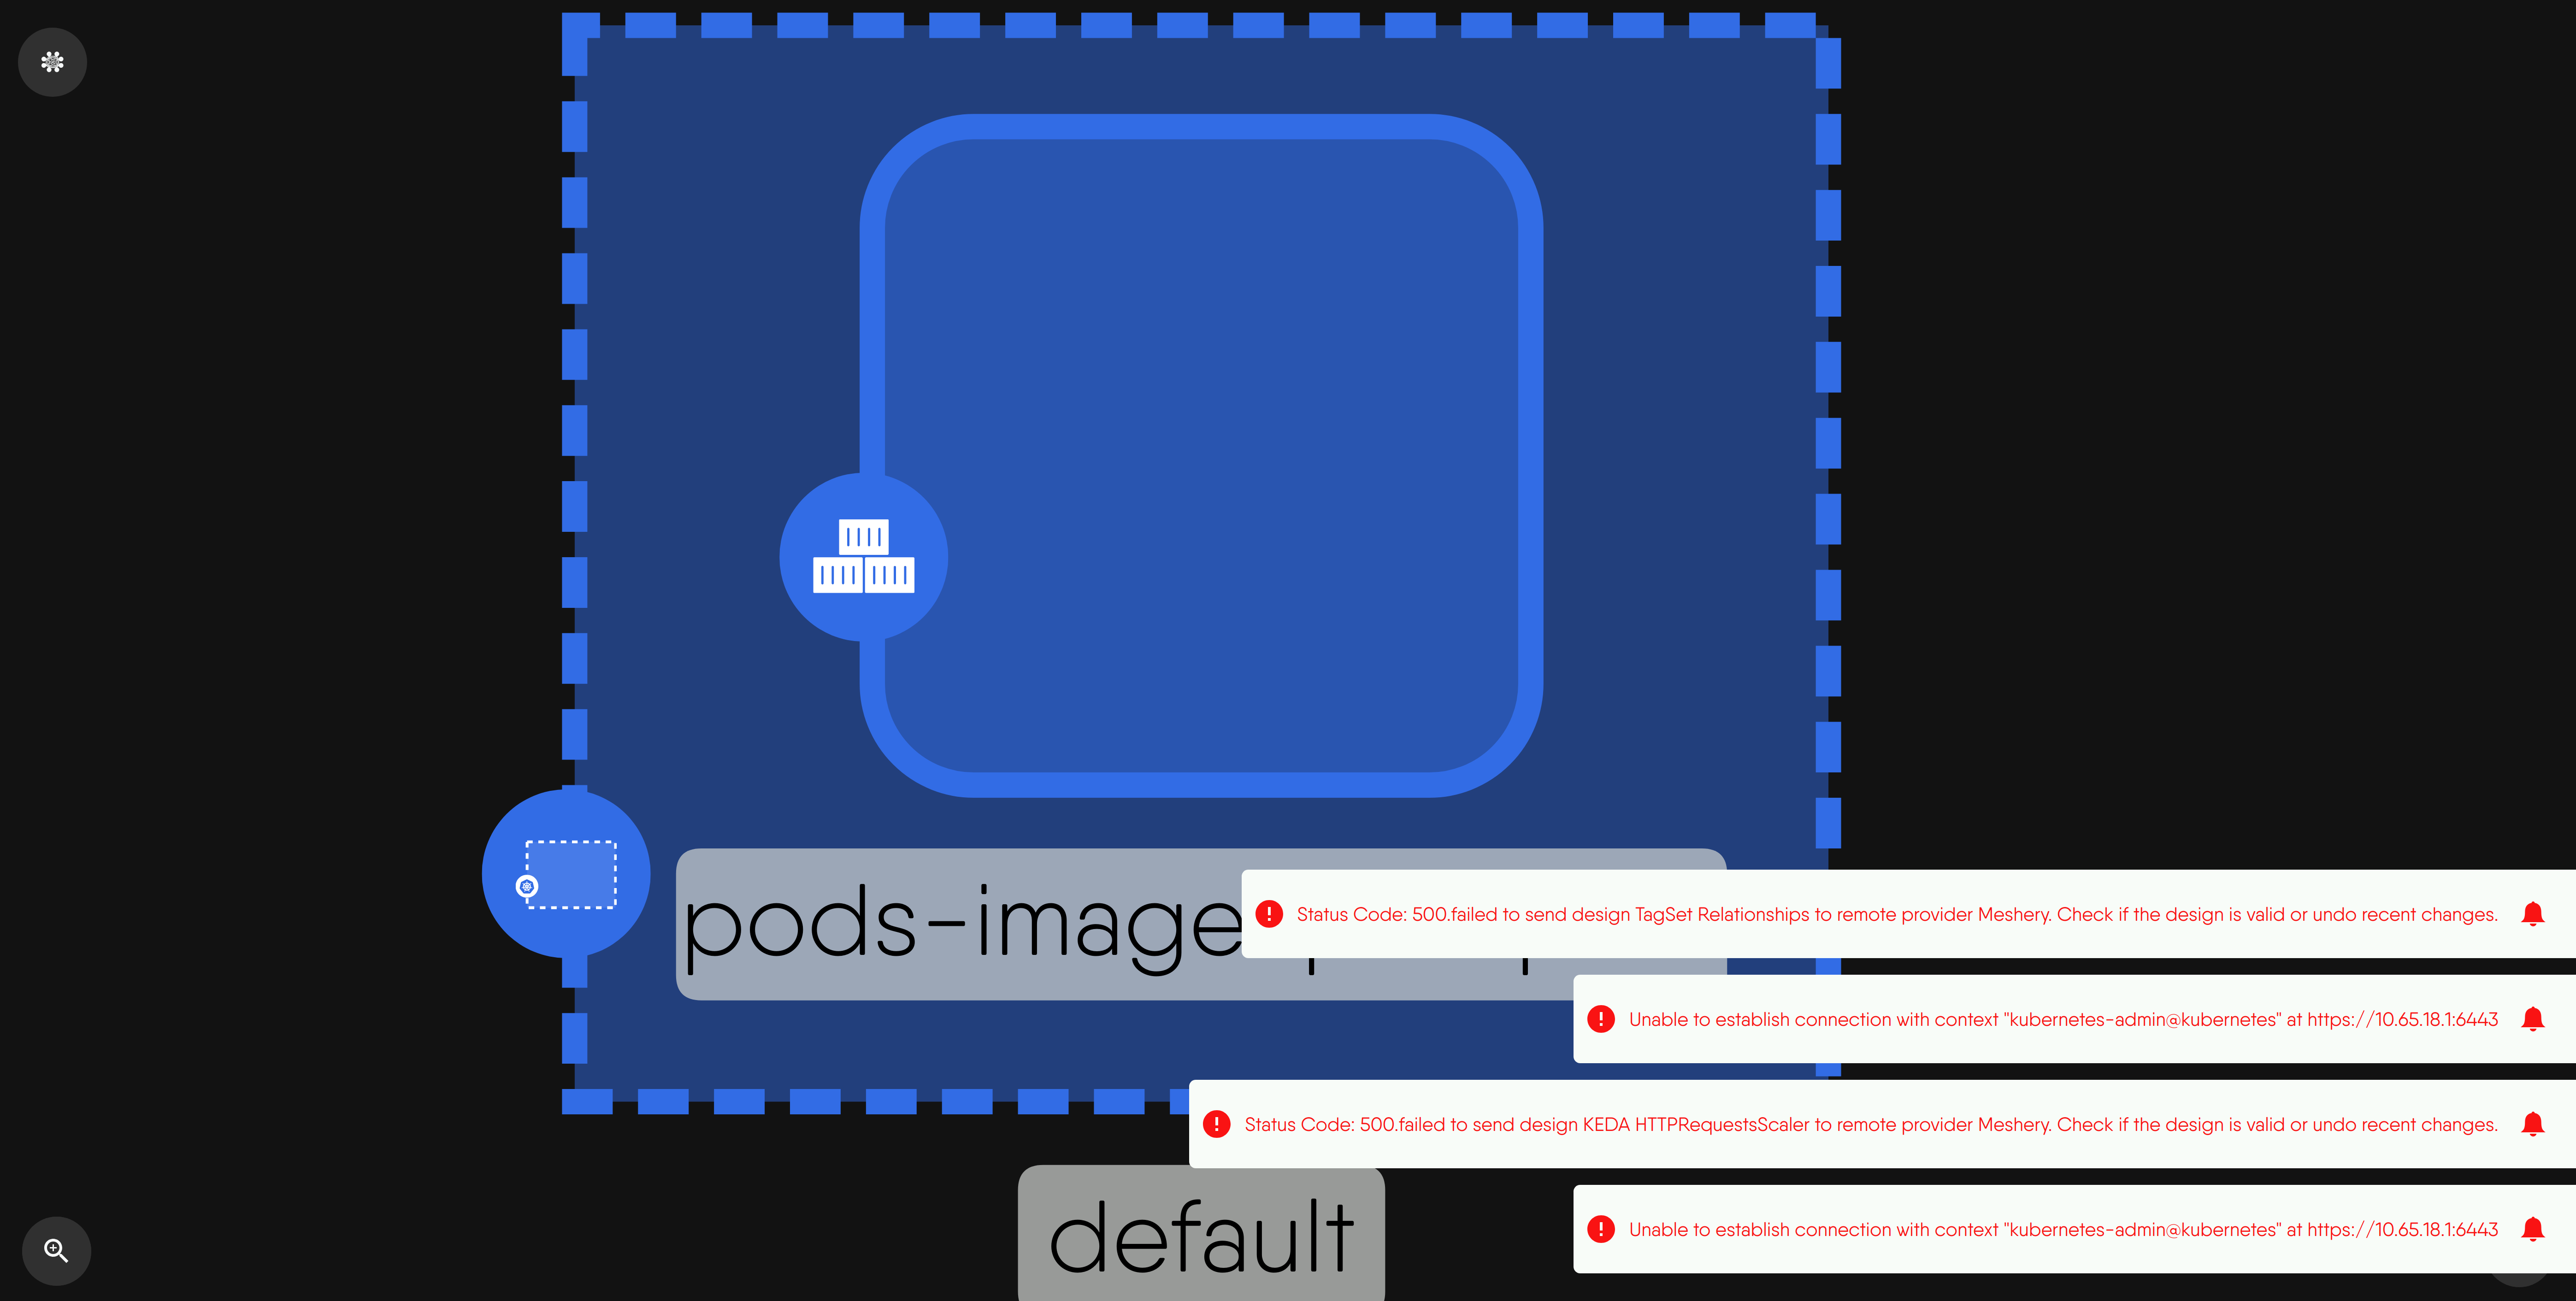 pods-image
Status Code: 500.failed to send design TagSet Relationships to remote provider Meshery. Check if the design is valid or undo recent changes.
Unable to establish connection with context "kubernetes-admin@kubernetes" at https://10.65.18.1:6443
Status Code: 500.failed to send design KEDA HTTPRequestsScaler to remote provider Meshery. Check if the design is valid or undo recent changes.
default
Unable to establish connection with context "kubernetes-admin@kubernetes" at https://10.65.18.1:6443